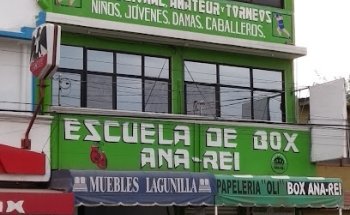 AMATEUR Y TORNEOS
NIÑOS, JÓVENES, DAMAS, CABALLEROS.
ESCUELA DE BOX
ANA-REI
MUEBLES LAGUNILLA
PAPELERIA "OLI" BOX ANA-REI